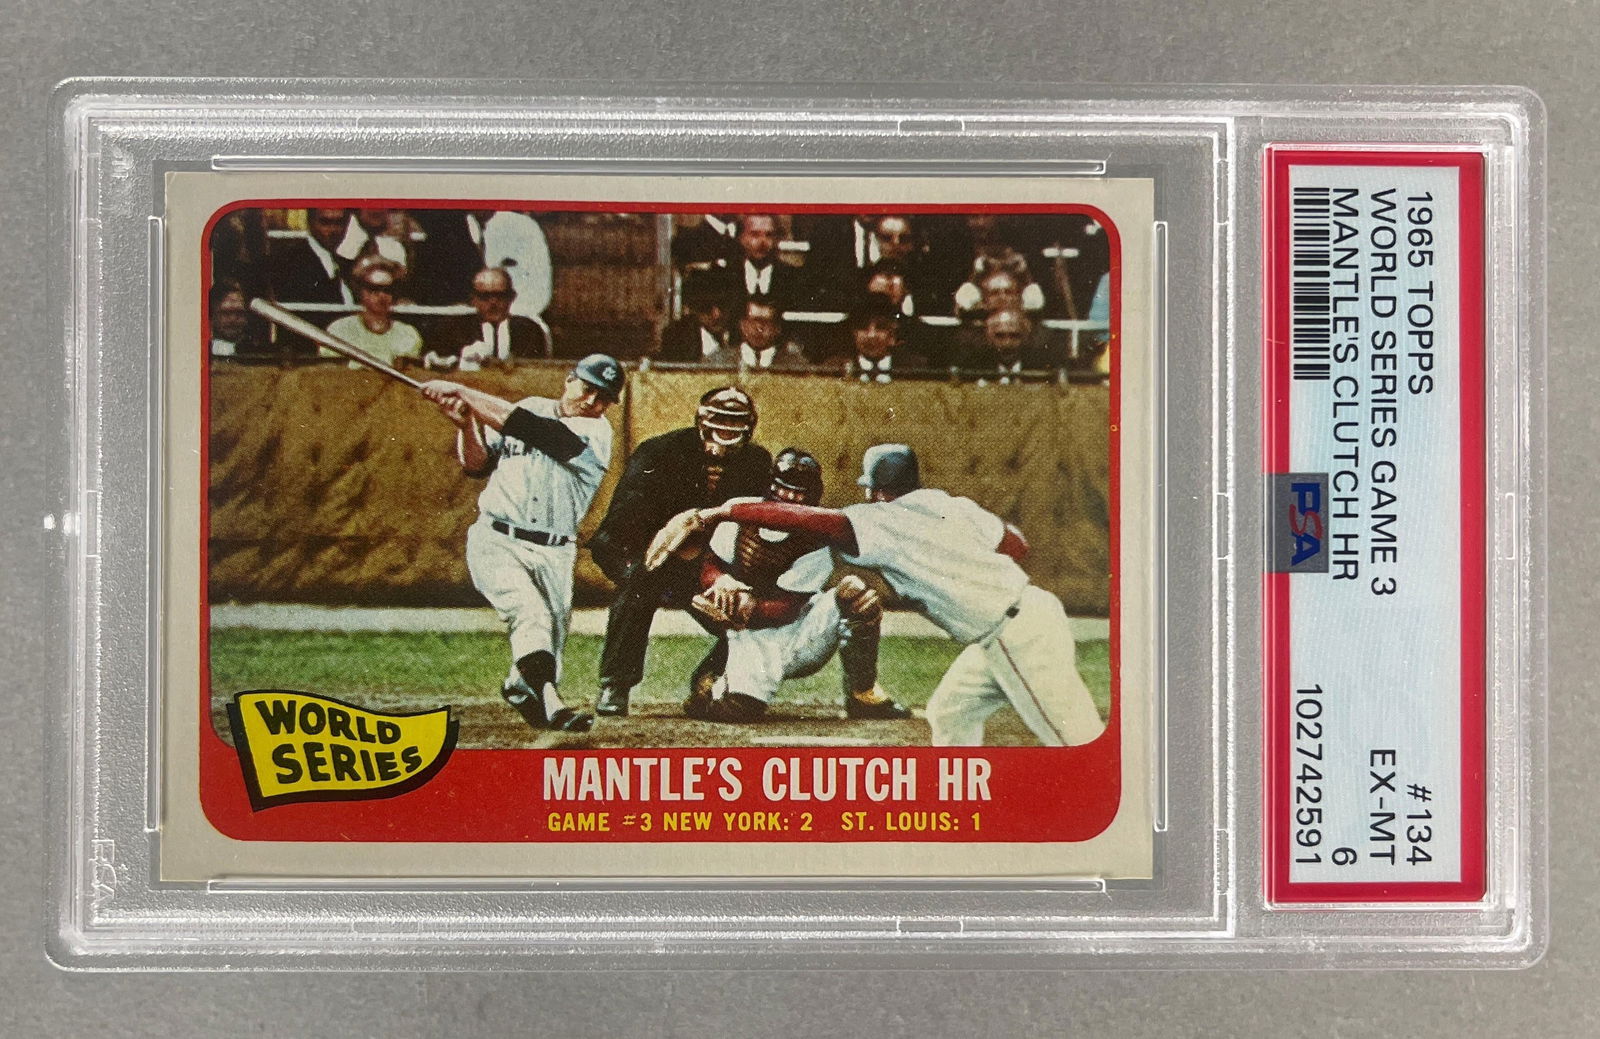 WORLD
SERIES
MANTLE'S CLUTCH HR
GAME #3 NEW YORK: 2 ST. LOUIS: 1
1965 TOPPS #134
WORLD SERIES GAME 3 EX-MT
MANTLE'S CLUTCH HR 6
PSA 102742591